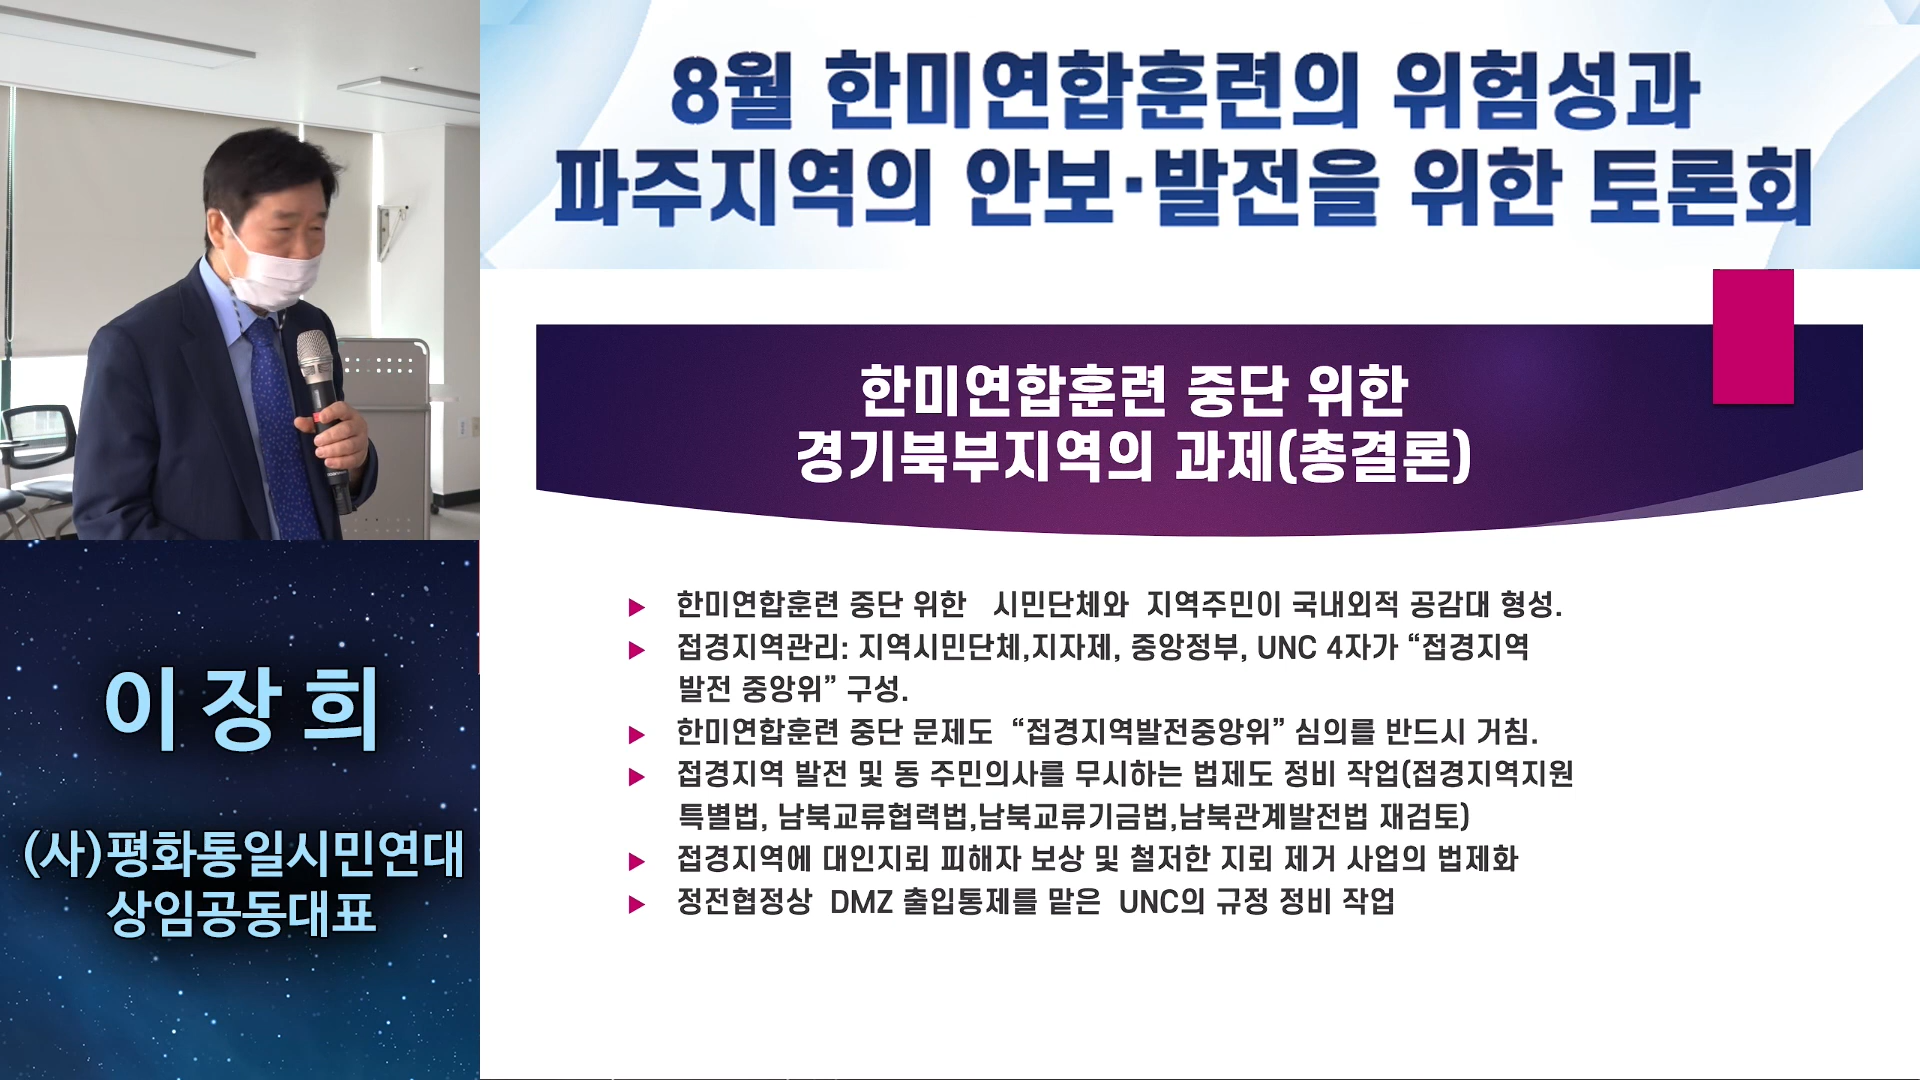 8월 한미연합훈련의 위험성과
파주지역의 안보·발전을 위한 토론회
한미연합훈련 중단 위한
경기북부지역의 과제(총결론)
▶ 한미연합훈련 중단 위한 시민단체와 지역주민이 국내외적 공감대 형성.
▶ 접경지역관리: 지역시민단체,지자제, 중앙정부, UNC 4자가 “접경지역
발전 중앙위” 구성.
▶ 한미연합훈련 중단 문제도 “접경지역발전중앙위” 심의를 반드시 거침.
▶ 접경지역 발전 및 동 주민의사를 무시하는 법제도 정비 작업(접경지역지원
특별법, 남북교류협력법,남북교류기금법,남북관계발전법 재검토)
▶ 접경지역에 대인지뢰 피해자 보상 및 철저한 지뢰 제거 사업의 법제화
▶ 정전협정상 DMZ 출입통제를 맡은 UNC의 규정 정비 작업
이장희
(사)평화통일시민연대
상임공동대표